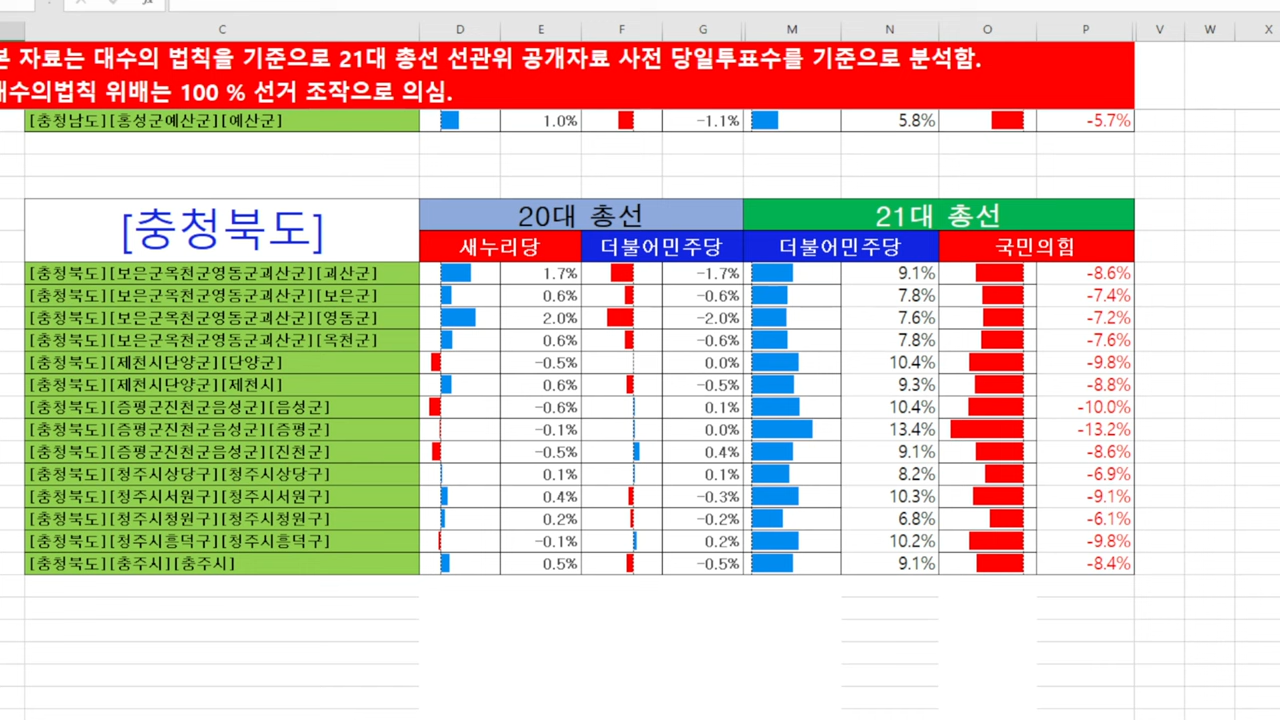 C D E F G M N O P V W X
본 자료는 대수의 법칙을 기준으로 21대 총선 선관위 공개자료 사전 당일투표수를 기준으로 분석함.
대수의법칙 위배는 100 % 선거 조작으로 의심.
[충청남도][홍성군예산군][예산군] 1.0% -1.1% 5.8% -5.7%
[충청북도] 20대 총선 21대 총선
새누리당 더불어민주당 더불어민주당 국민의힘
[충청북도][보은군옥천군영동군괴산군][괴산군] 1.7% -1.7% 9.1% -8.6%
[충청북도][보은군옥천군영동군괴산군][보은군] 0.6% -0.6% 7.8% -7.4%
[충청북도][보은군옥천군영동군괴산군][영동군] 2.0% -2.0% 7.6% -7.2%
[충청북도][보은군옥천군영동군괴산군][옥천군] 0.6% -0.6% 7.8% -7.6%
[충청북도][제천시단양군][단양군] -0.5% 0.0% 10.4% -9.8%
[충청북도][제천시단양군][제천시] 0.6% -0.5% 9.3% -8.8%
[충청북도][증평군진천군음성군][음성군] -0.6% 0.1% 10.4% -10.0%
[충청북도][증평군진천군음성군][증평군] -0.1% 0.0% 13.4% -13.2%
[충청북도][증평군진천군음성군][진천군] -0.5% 0.4% 9.1% -8.6%
[충청북도][청주시상당구][청주시상당구] 0.1% 0.1% 8.2% -6.9%
[충청북도][청주시서원구][청주시서원구] 0.4% -0.3% 10.3% -9.1%
[충청북도][청주시청원구][청주시청원구] 0.2% -0.2% 6.8% -6.1%
[충청북도][청주시흥덕구][청주시흥덕구] -0.1% 0.2% 10.2% -9.8%
[충청북도][충주시][충주시] 0.5% -0.5% 9.1% -8.4%